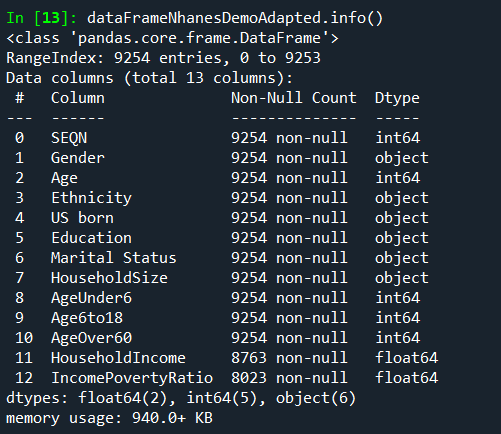 In [13]: dataFrameNhanesDemoAdapted.info()
<class 'pandas.core.frame.DataFrame'>
RangeIndex: 9254 entries, 0 to 9253
Data columns (total 13 columns):
 #   Column              Non-Null Count  Dtype
---  ------              --------------  -----
 0   SEQN                9254 non-null   int64
 1   Gender              9254 non-null   object
 2   Age                 9254 non-null   int64
 3   Ethnicity           9254 non-null   object
 4   US born             9254 non-null   object
 5   Education           9254 non-null   object
 6   Marital Status      9254 non-null   object
 7   HouseholdSize       9254 non-null   object
 8   AgeUnder6           9254 non-null   int64
 9   Age6to18            9254 non-null   int64
 10  AgeOver60           9254 non-null   int64
 11  HouseholdIncome     8763 non-null   float64
 12  IncomePovertyRatio  8023 non-null   float64
dtypes: float64(2), int64(5), object(6)
memory usage: 940.0+ KB